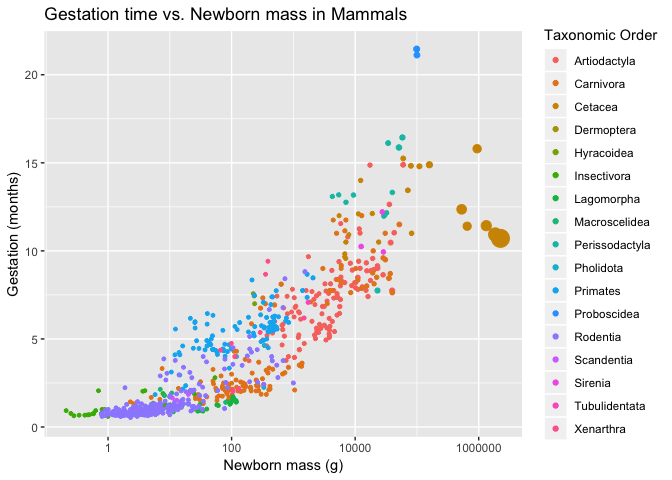 Gestation time vs. Newborn mass in Mammals
Gestation (months)
20
15
10
5
0
1
100
10000
1000000
Newborn mass (g)
Taxonomic Order
Artiodactyla
Carnivora
Cetacea
Dermoptera
Hyracoidea
Insectivora
Lagomorpha
Macroscelidea
Perissodactyla
Pholidota
Primates
Proboscidea
Rodentia
Scandentia
Sirenia
Tubulidentata
Xenarthra